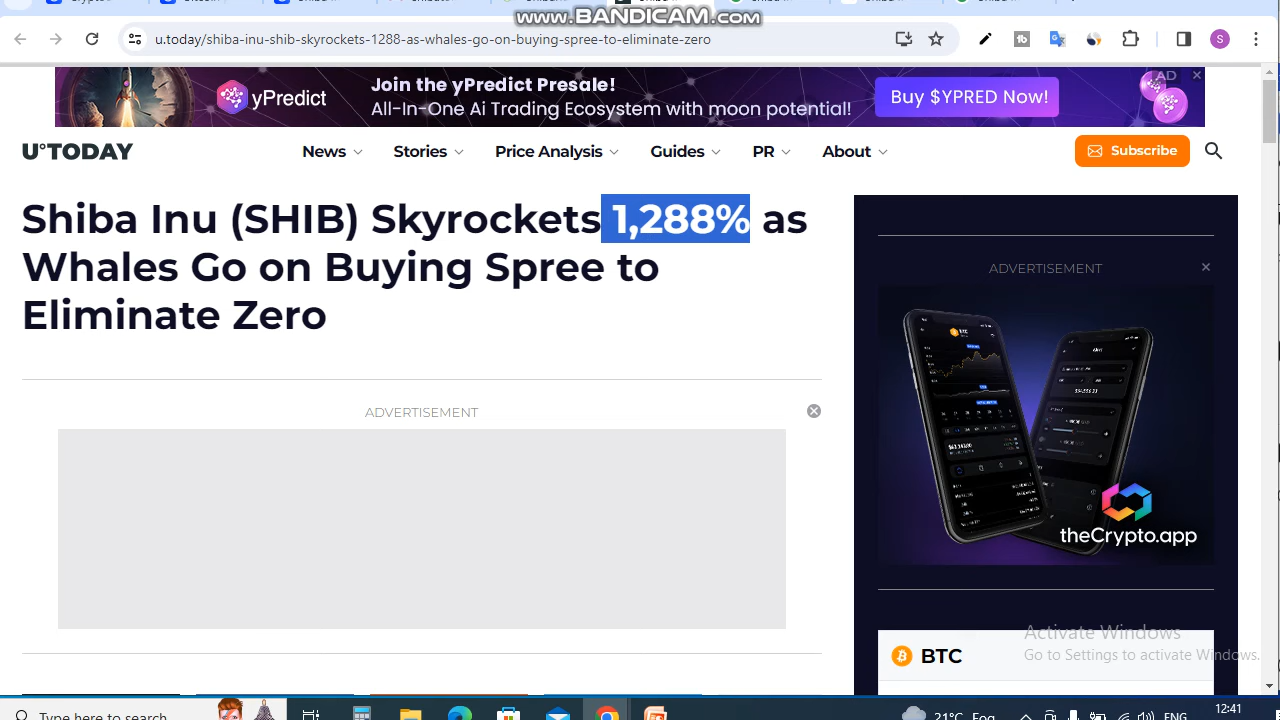 www.BANDICAM.com
u.today/shiba-inu-shib-skyrockets-1288-as-whales-go-on-buying-spree-to-eliminate-zero
S
yPredict
Join the yPredict Presale!
All-In-One Ai Trading Ecosystem with moon potential!
Buy $YPRED Now!
AD
U°TODAY
News
Stories
Price Analysis
Guides
PR
About
Subscribe
Shiba Inu (SHIB) Skyrockets 1,288% as
Whales Go on Buying Spree to
Eliminate Zero
ADVERTISEMENT
ADVERTISEMENT
BTC
theCrypto.app
BTC
Activate Windows
Go to Settings to activate Windows.
Type here to search
21°C Fog
ENG
12:41